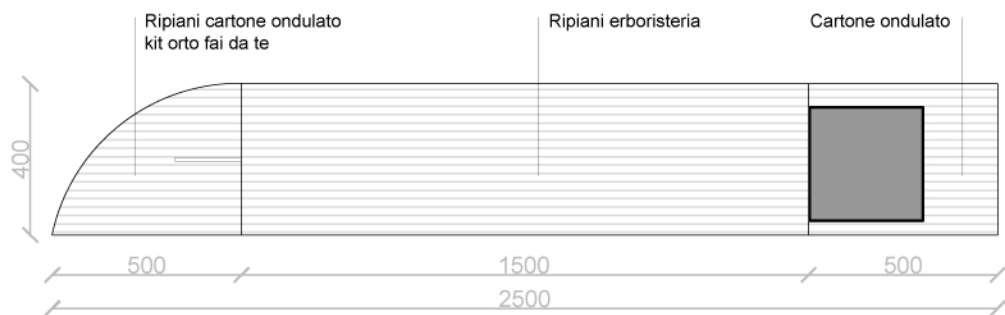 Ripiani cartone ondulato
kit orto fai da te
Ripiani erboristeria
Cartone ondulato
400
500
1500
500
2500